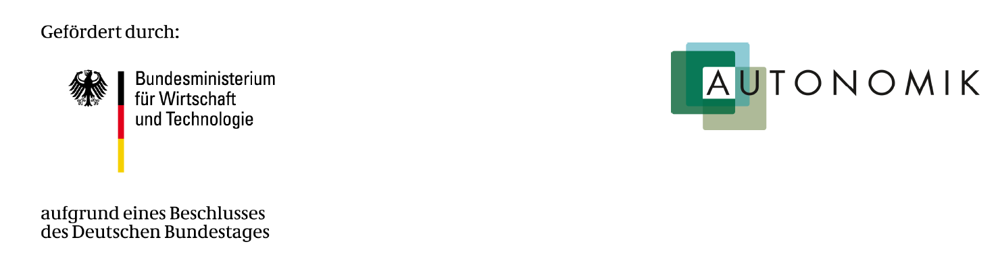 Gefördert durch:
Bundesministerium
für Wirtschaft
und Technologie
aufgrund eines Beschlusses
des Deutschen Bundestages
AUTONOMIK